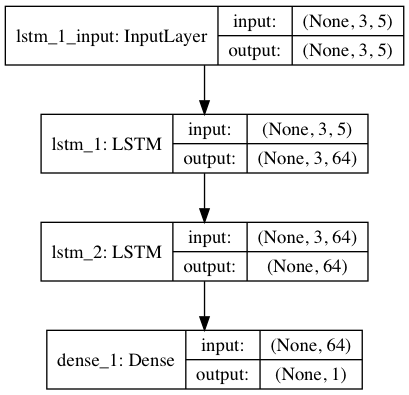 lstm_1_input: InputLayer
input: (None, 3, 5)
output: (None, 3, 5)
lstm_1: LSTM
input: (None, 3, 5)
output: (None, 3, 64)
lstm_2: LSTM
input: (None, 3, 64)
output: (None, 64)
dense_1: Dense
input: (None, 64)
output: (None, 1)